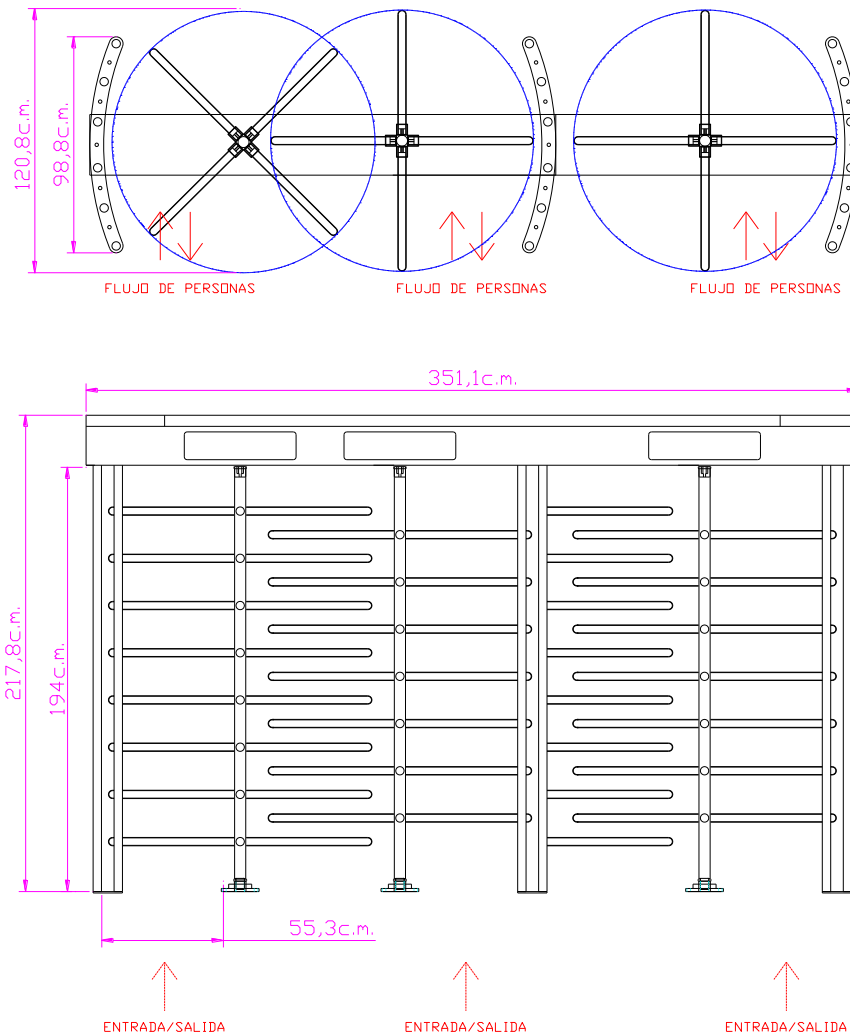 120,8c.m.
98,8c.m.
FLUJO DE PERSONAS
FLUJO DE PERSONAS
FLUJO DE PERSONAS
351,1c.m.
217,8c.m.
194c.m.
55,3c.m.
ENTRADA/SALIDA
ENTRADA/SALIDA
ENTRADA/SALIDA